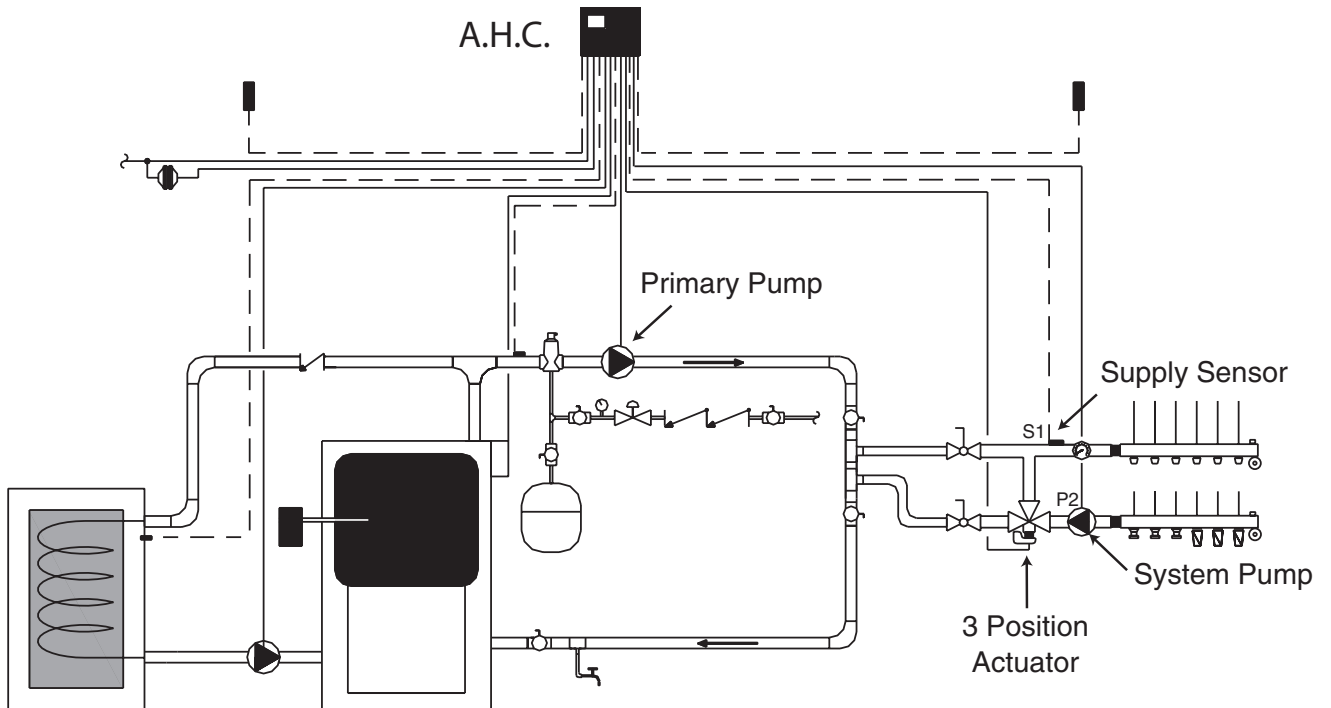 A.H.C.
Primary Pump
Supply Sensor
S1
P2
System Pump
3 Position
Actuator